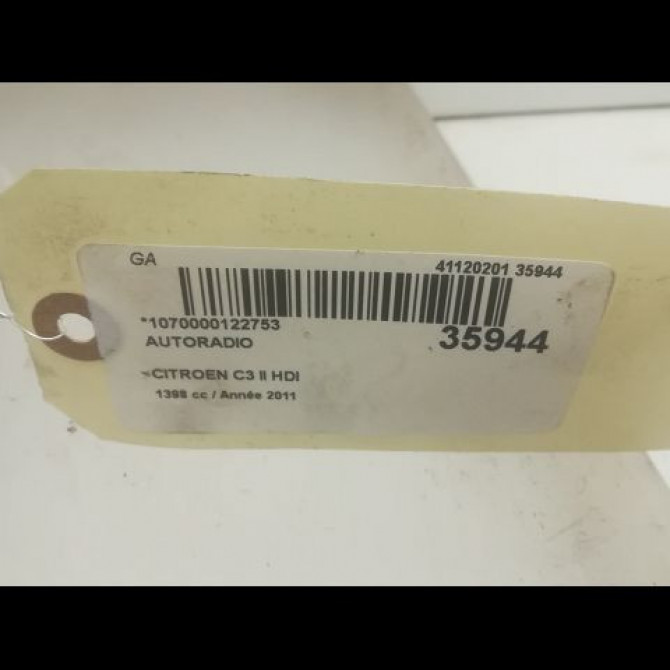 GA
41120201 35944
*1070000122753
35944
AUTORADIO
CITROEN C3 II HDI
1398 cc / Année 2011